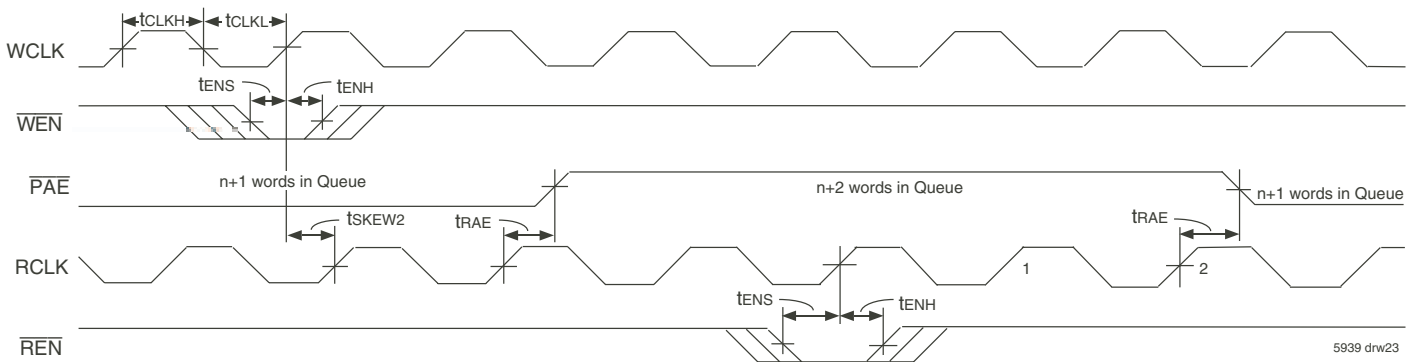 tCLKH
tCLKL
WCLK
tENS
tENH
WEN
PAE
n+1 words in Queue
n+2 words in Queue
n+1 words in Queue
tSKEW2
tRAE
tRAE
RCLK
1
2
tENS
tENH
REN
5939 drw23